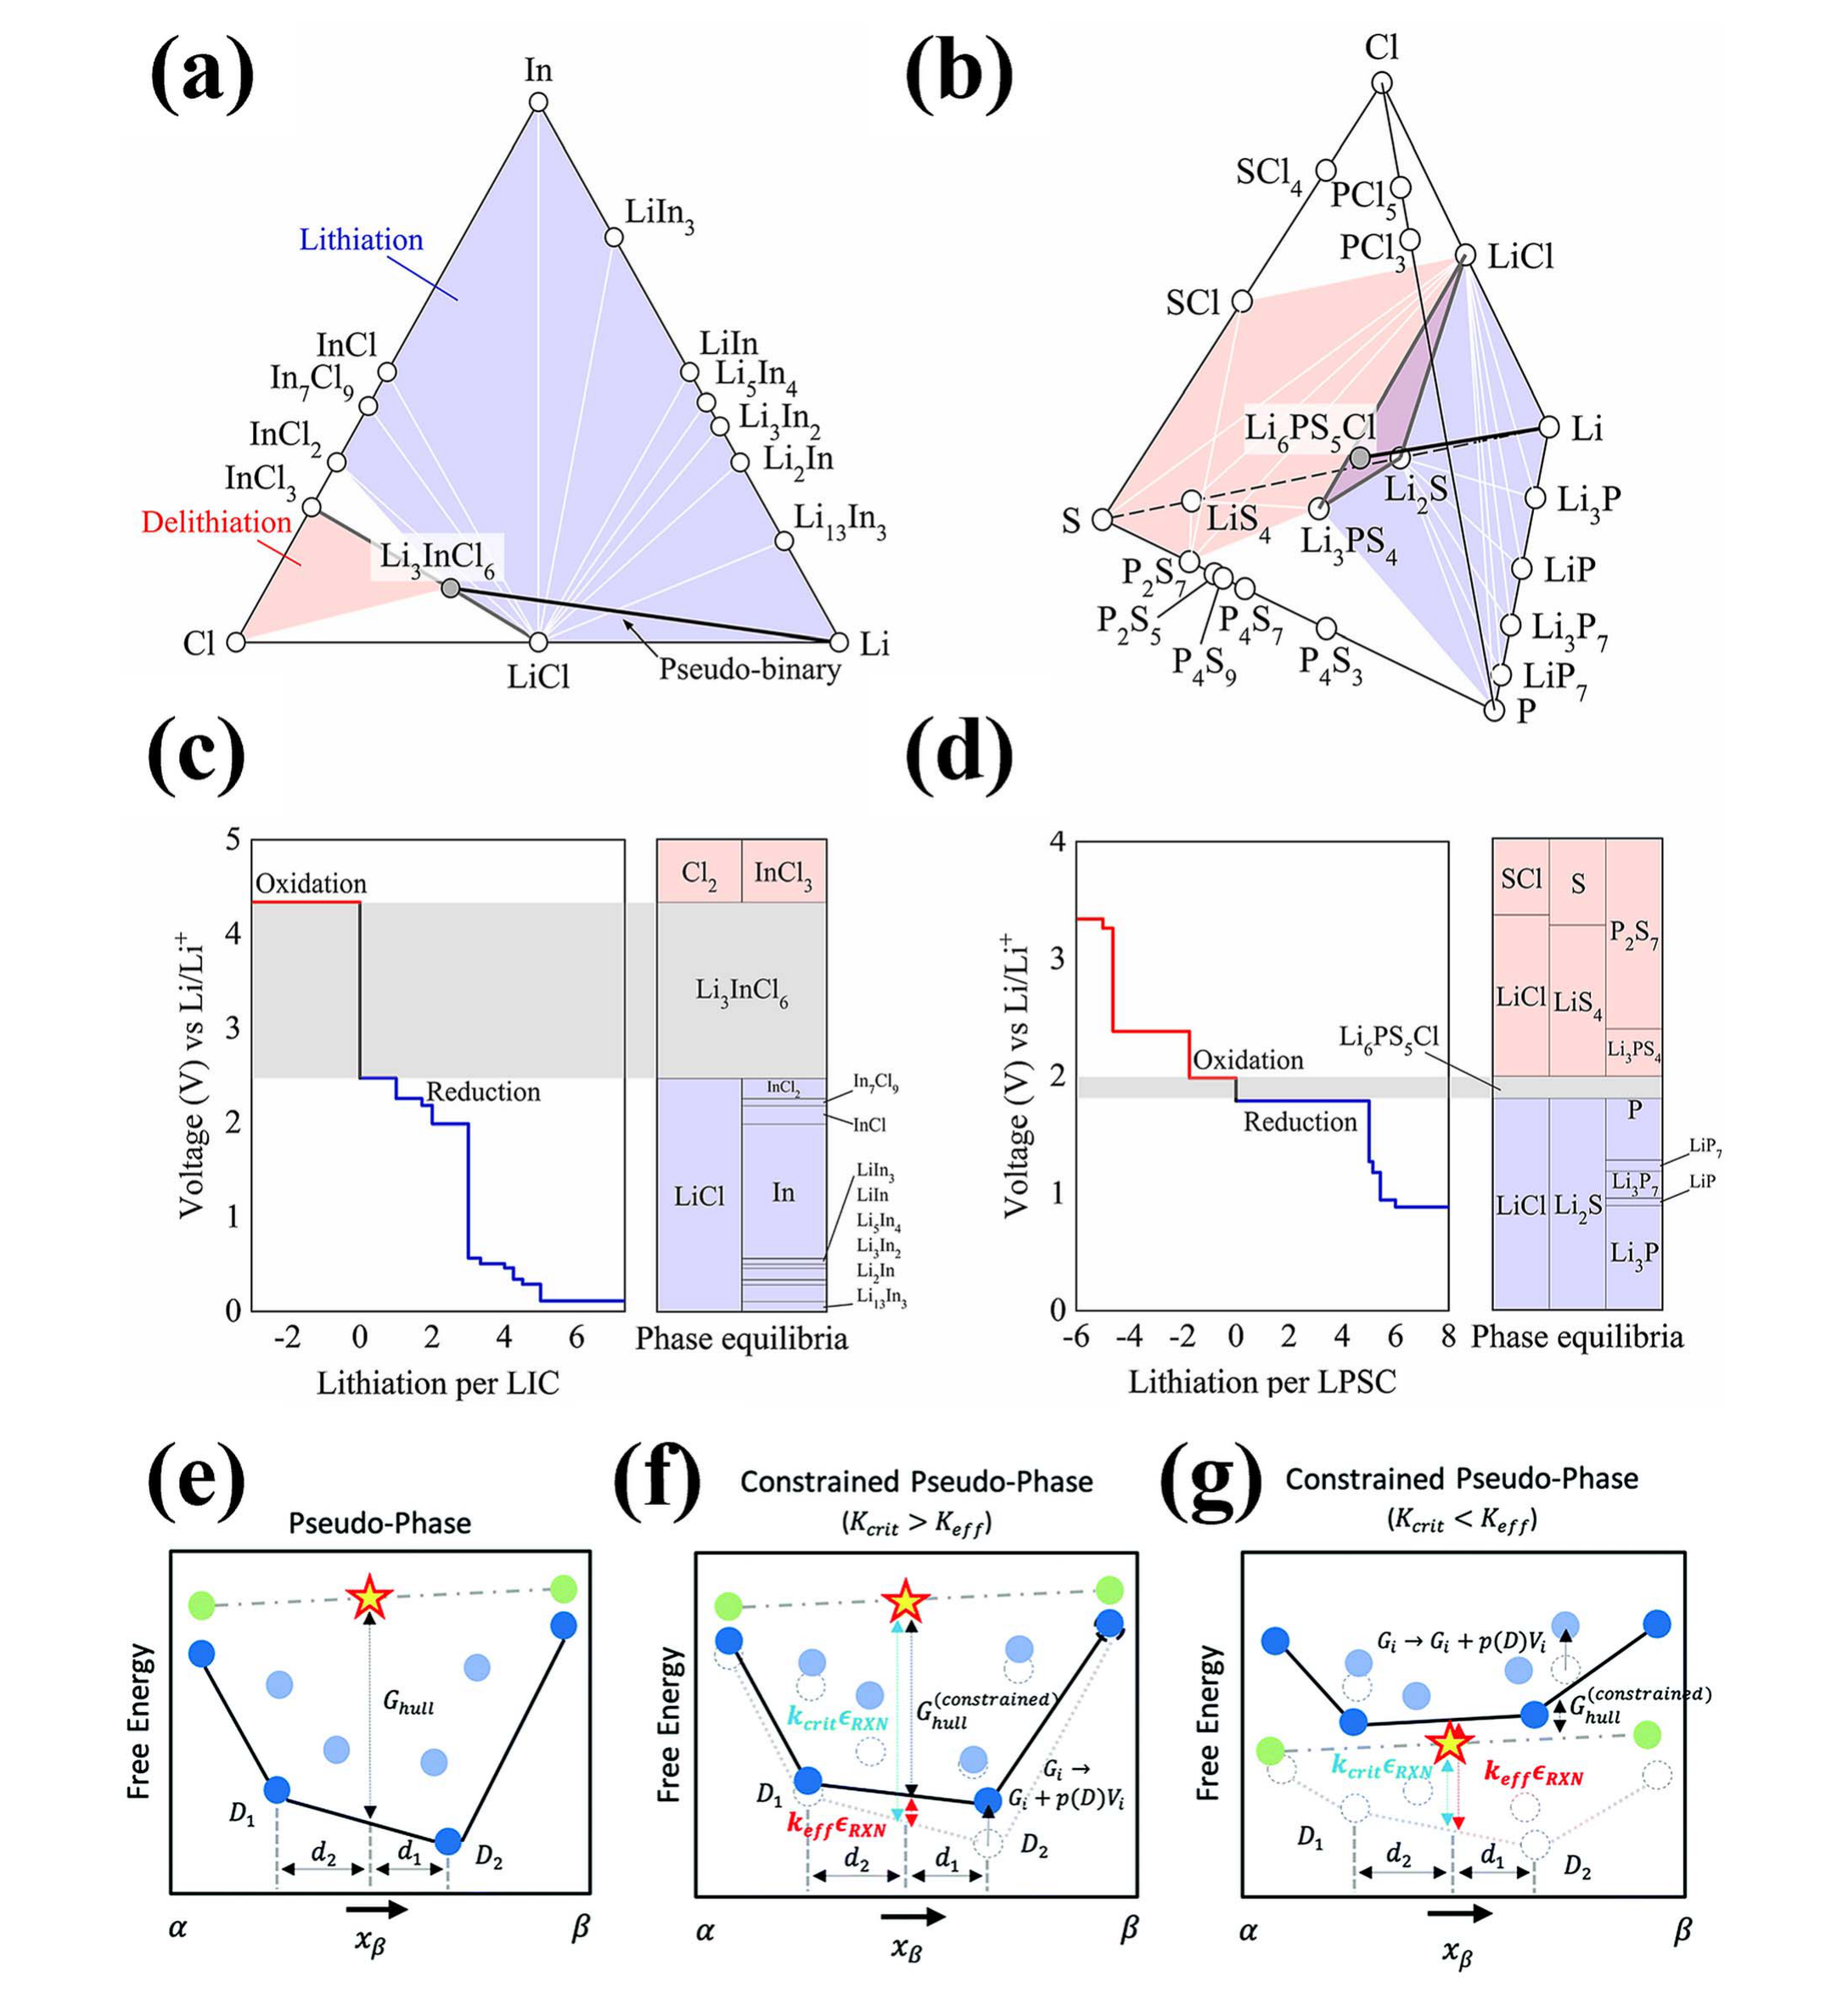 (a)
In
LiIn3
Lithiation
InCl
In7Cl9
InCl2
InCl3
LiIn
Li5In4
Li3In2
Li2In
Li13In3
Delithiation
Li3InCl6
Cl
LiCl
Li
Pseudo-binary
(b)
Cl
SCl4
PCl5
PCl3
LiCl
SCl
Li6PS5Cl
Li
Li2S
Li3P
S
LiS4
Li3PS4
P2S7
LiP
P2S5
P4S7
Li3P7
P4S9
P4S3
LiP7
P
(c)
Voltage (V) vs Li/Li+
5
4
3
2
1
0
Oxidation
Reduction
-2 0 2 4 6
Lithiation per LIC
Cl2 InCl3
Li3InCl6
InCl2
In7Cl9
InCl
LiCl
In
LiIn3
LiIn
Li5In4
Li3In2
Li2In
Li13In3
Phase equilibria
(d)
Voltage (V) vs Li/Li+
4
3
2
1
0
Oxidation
Reduction
Li6PS5Cl
-6 -4 -2 0 2 4 6 8
Lithiation per LPSC
SCl S
P2S7
LiCl LiS4
Li3PS4
P
LiP7
Li3P7
LiP
LiCl Li2S
Li3P
Phase equilibria
(e)
Pseudo-Phase
Free Energy
Ghull
D1
d2 d1
D2
α
xβ
β
(f)
Constrained Pseudo-Phase
(Kcrit > Keff)
Free Energy
kcritϵRXN
Ghull(constrained)
D1
Gi →
Gi + p(D)Vi
keffϵRXN
D2
d2 d1
α
xβ
β
(g)
Constrained Pseudo-Phase
(Kcrit < Keff)
Free Energy
Gi → Gi + p(D)Vi
Ghull(constrained)
kcritϵRXN
keffϵRXN
D1
d2 d1
D2
α
xβ
β